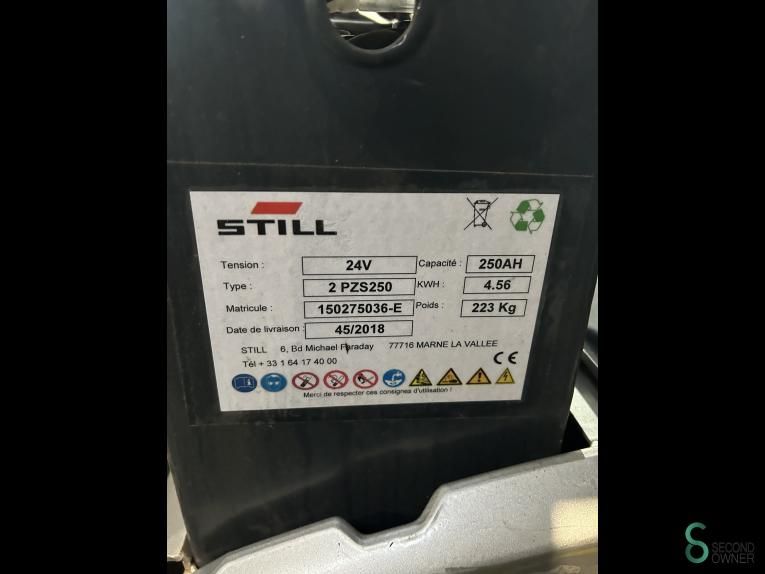 STILL
Tension : 24V Capacité : 250AH
Type : 2 PZS250 KWH : 4.56
Matricule : 150275036-E Poids : 223 Kg
Date de livraison : 45/2018
STILL 6, Bd Michael Faraday 77716 MARNE LA VALLEE
Tél + 33 1 64 17 40 00
CE
Merci de respecter ces consignes d'utilisation !
SECOND
OWNER